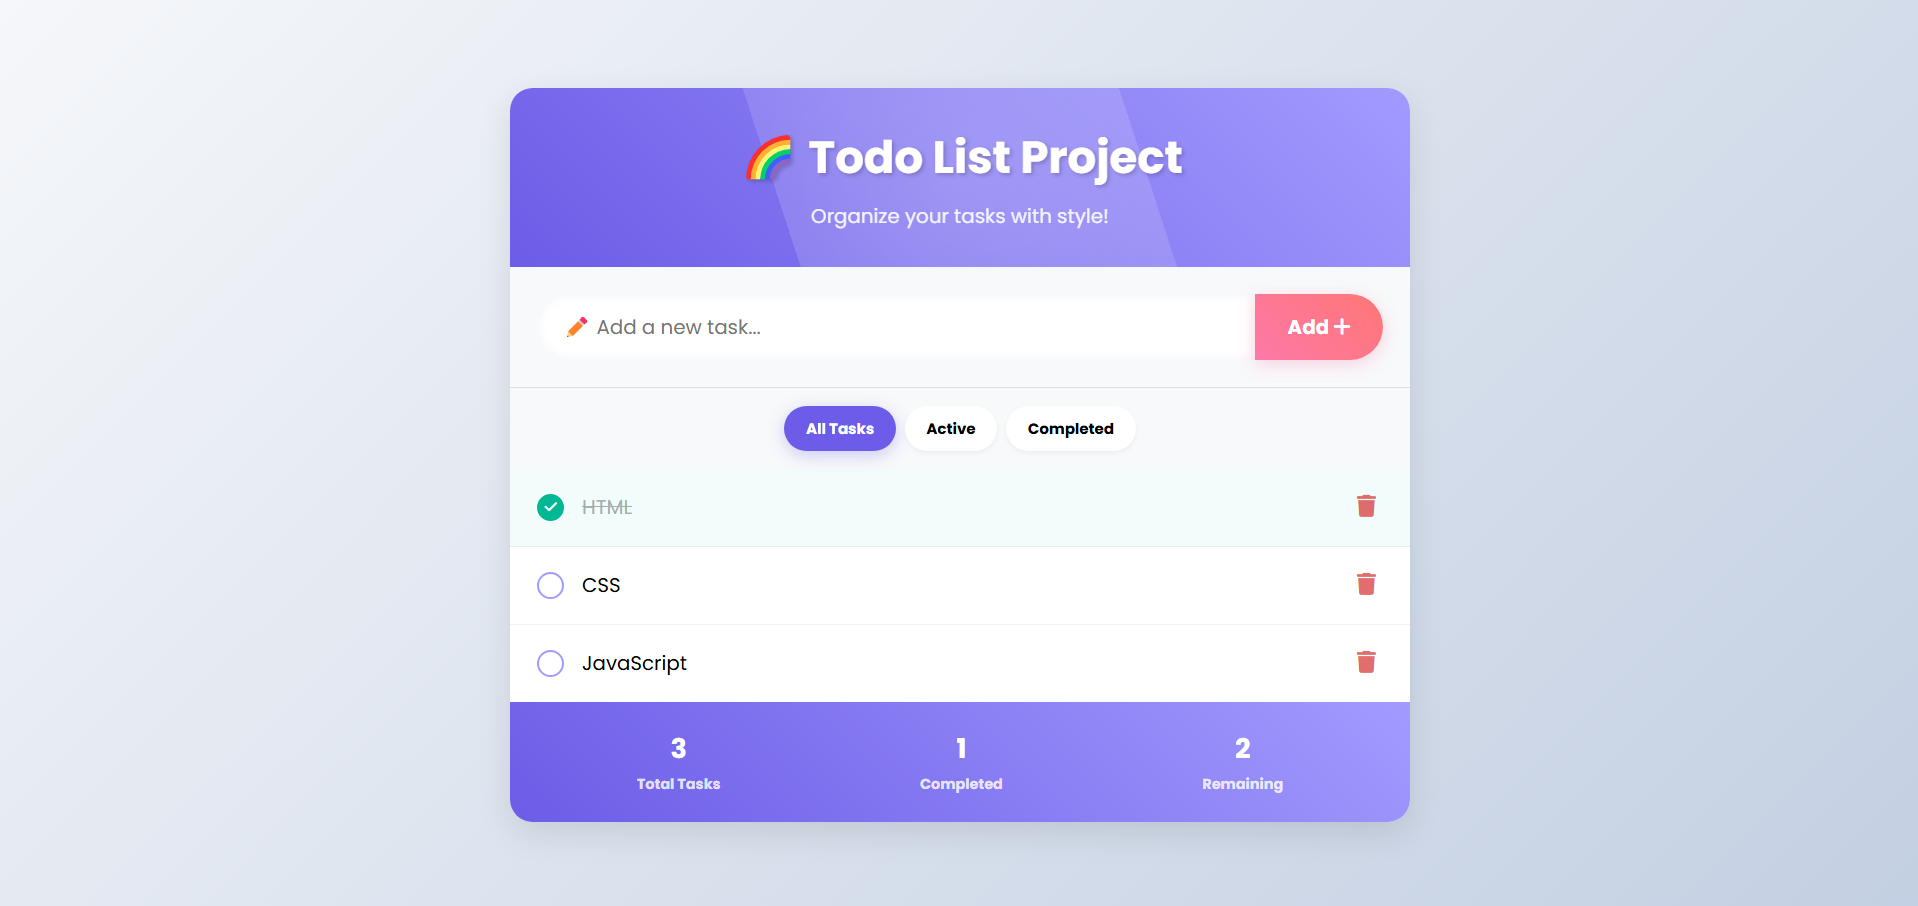 🌈 Todo List Project
Organize your tasks with style!
✏️ Add a new task...
Add +
All Tasks Active Completed
HTML
CSS
JavaScript
3 1 2
Total Tasks Completed Remaining